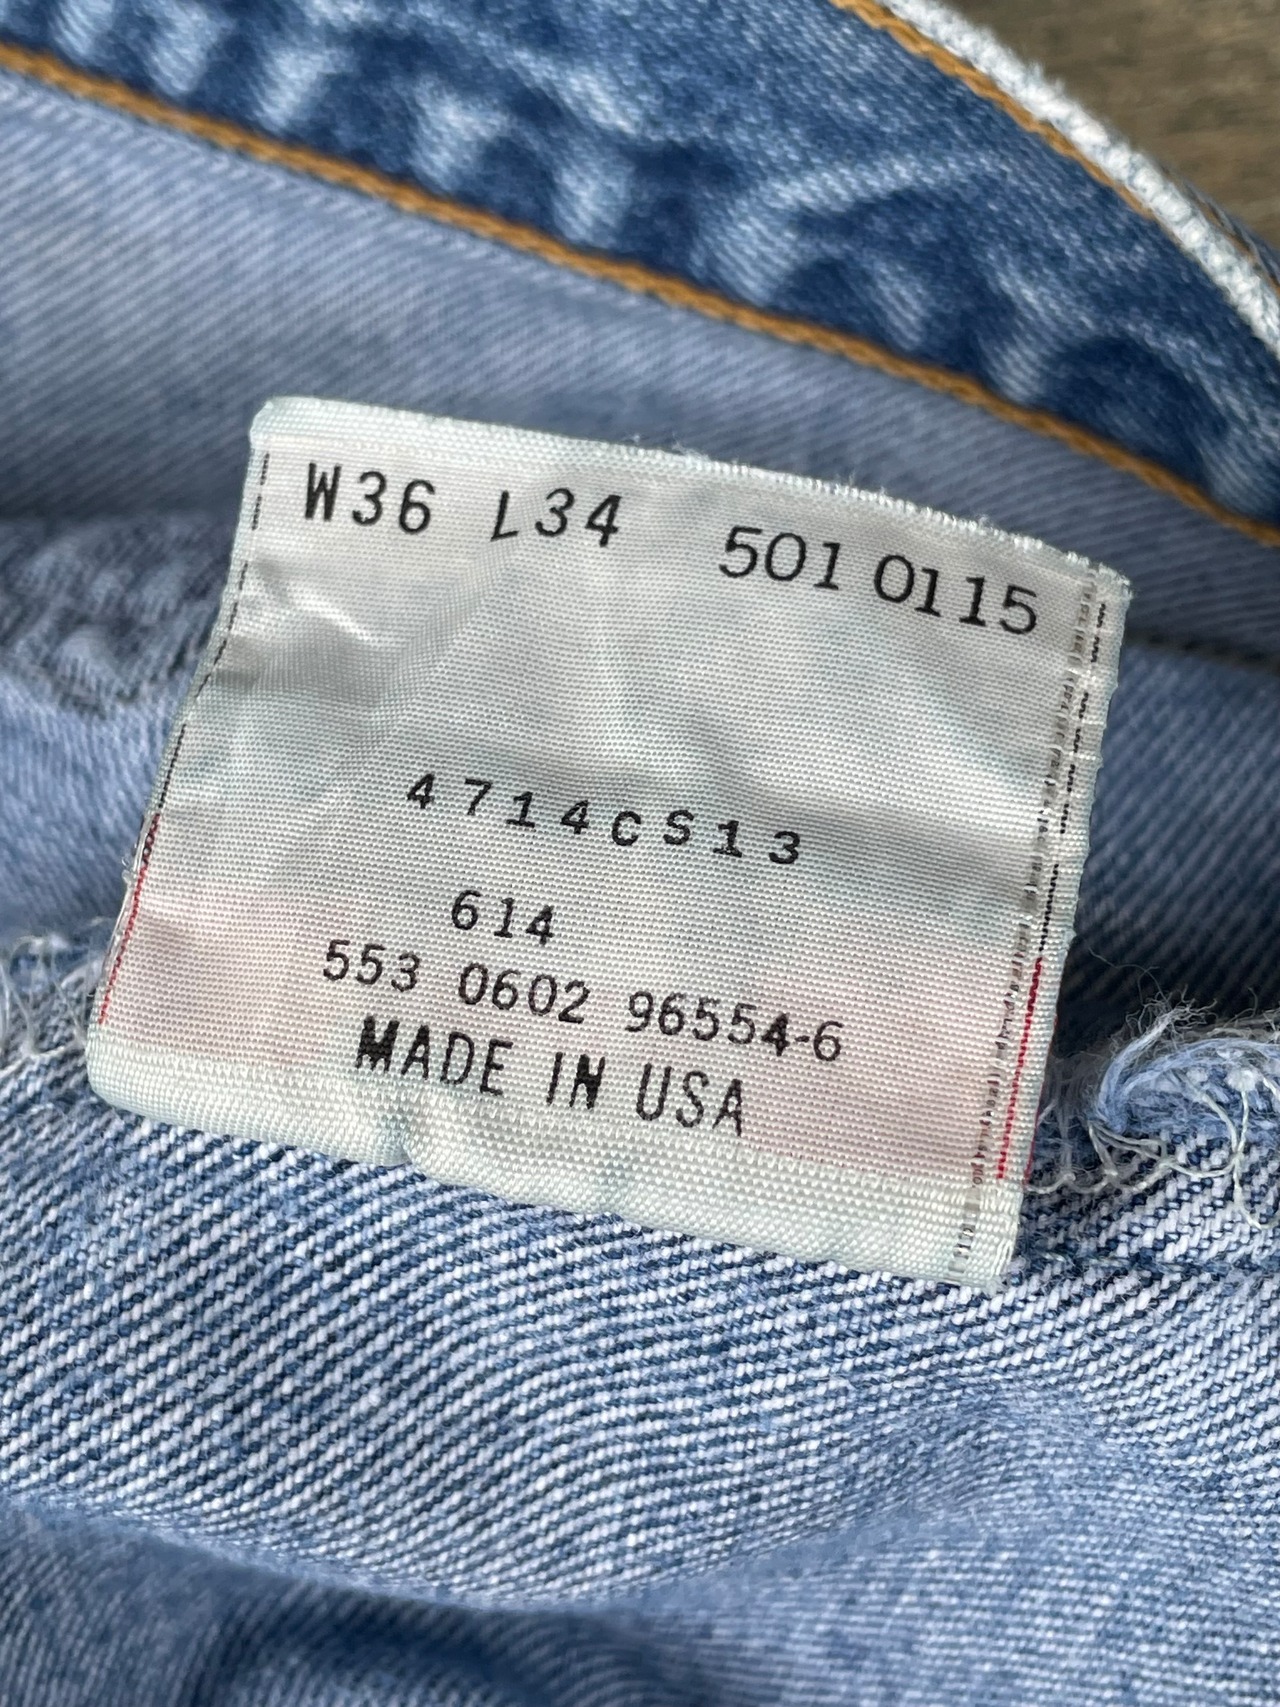 W36 L34 501 0115
4714CS13
614
553 0602 96554-6
MADE IN USA